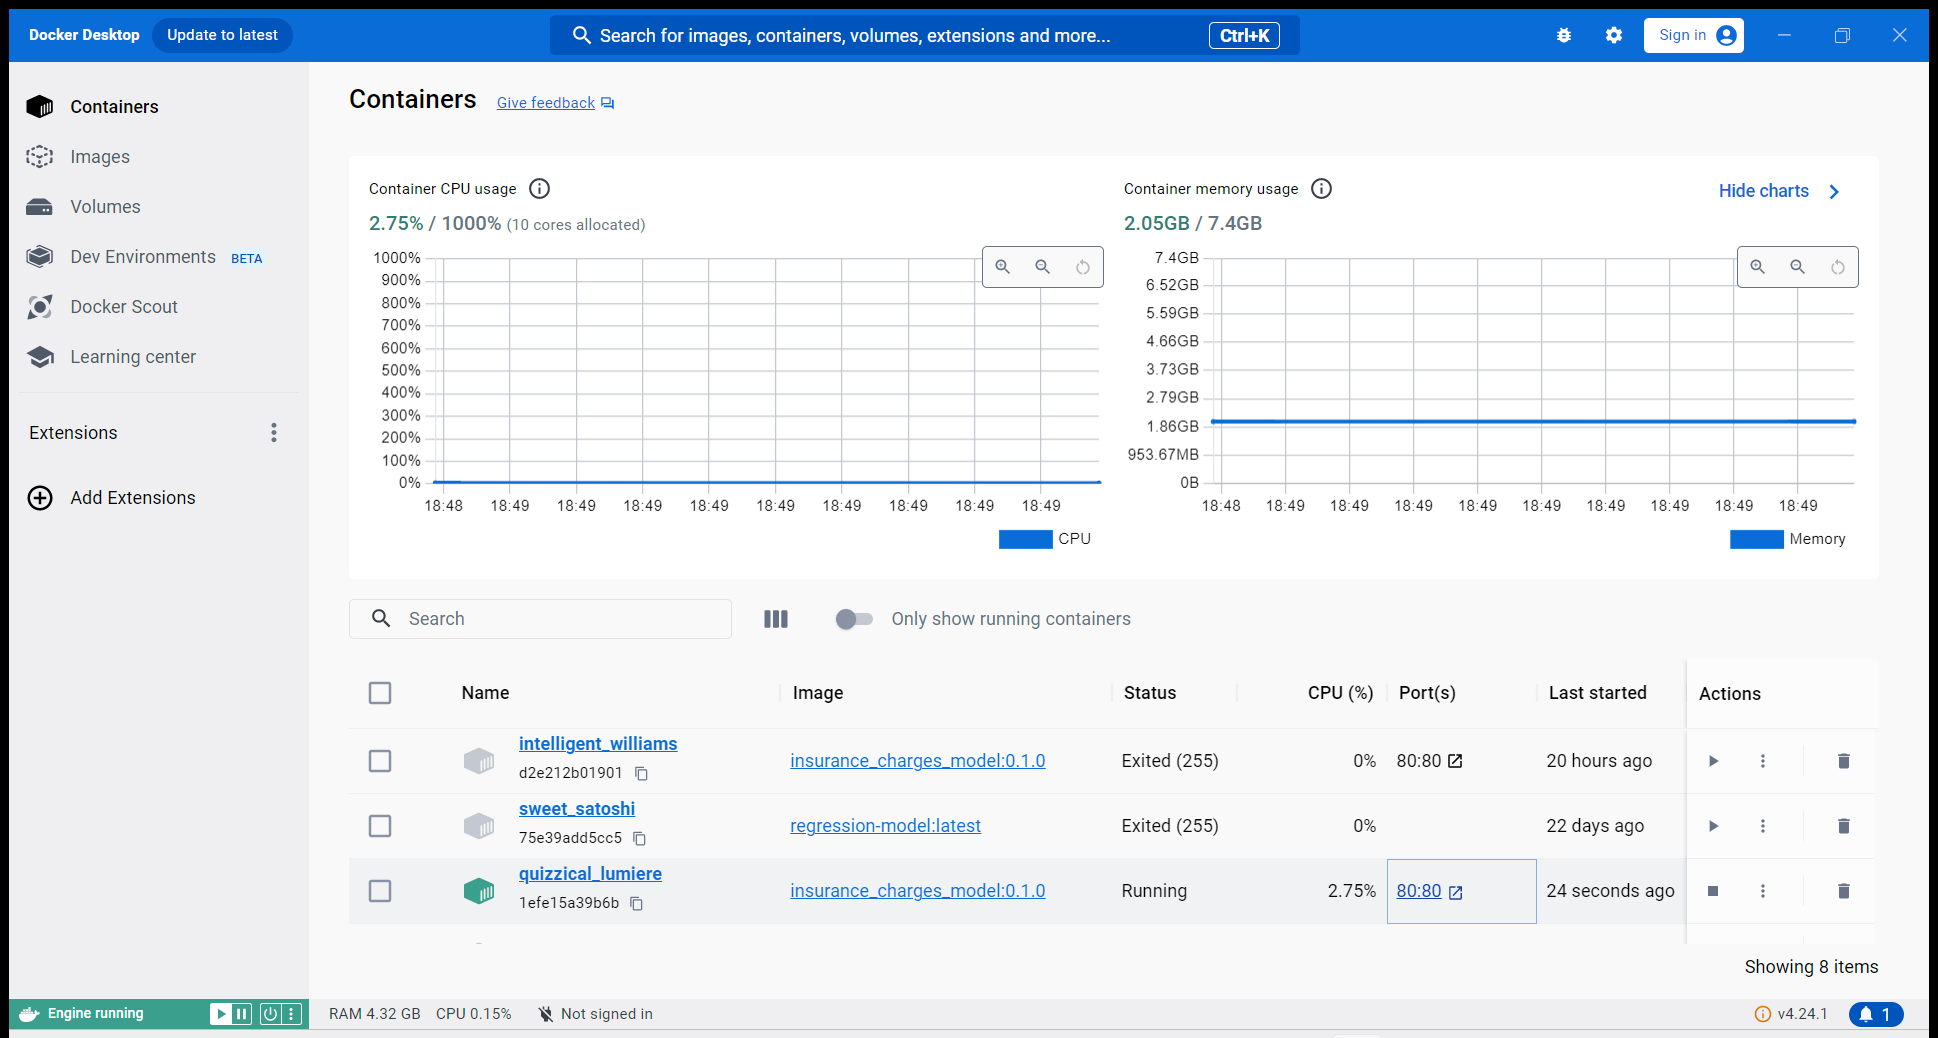 Docker Desktop Update to latest Search for images, containers, volumes, extensions and more... Ctrl+K Sign in
Containers
Images
Volumes
Dev Environments BETA
Docker Scout
Learning center
Extensions
Add Extensions
Containers Give feedback
Container CPU usage
2.75% / 1000% (10 cores allocated)
1000%
900%
800%
700%
600%
500%
400%
300%
200%
100%
0%
18:48 18:49 18:49 18:49 18:49 18:49 18:49 18:49 18:49 18:49
CPU
Container memory usage
Hide charts
2.05GB / 7.4GB
7.4GB
6.52GB
5.59GB
4.66GB
3.73GB
2.79GB
1.86GB
953.67MB
0B
18:48 18:49 18:49 18:49 18:49 18:49 18:49 18:49 18:49 18:49
Memory
Search Only show running containers
Name Image Status CPU (%) Port(s) Last started Actions
intelligent_williams
d2e212b01901
insurance_charges_model:0.1.0 Exited (255) 0% 80:80 20 hours ago
sweet_satoshi
75e39add5cc5
regression-model:latest Exited (255) 0% 22 days ago
quizzical_lumiere
1efe15a39b6b
insurance_charges_model:0.1.0 Running 2.75% 80:80 24 seconds ago
Showing 8 items
Engine running RAM 4.32 GB CPU 0.15% Not signed in v4.24.1 1